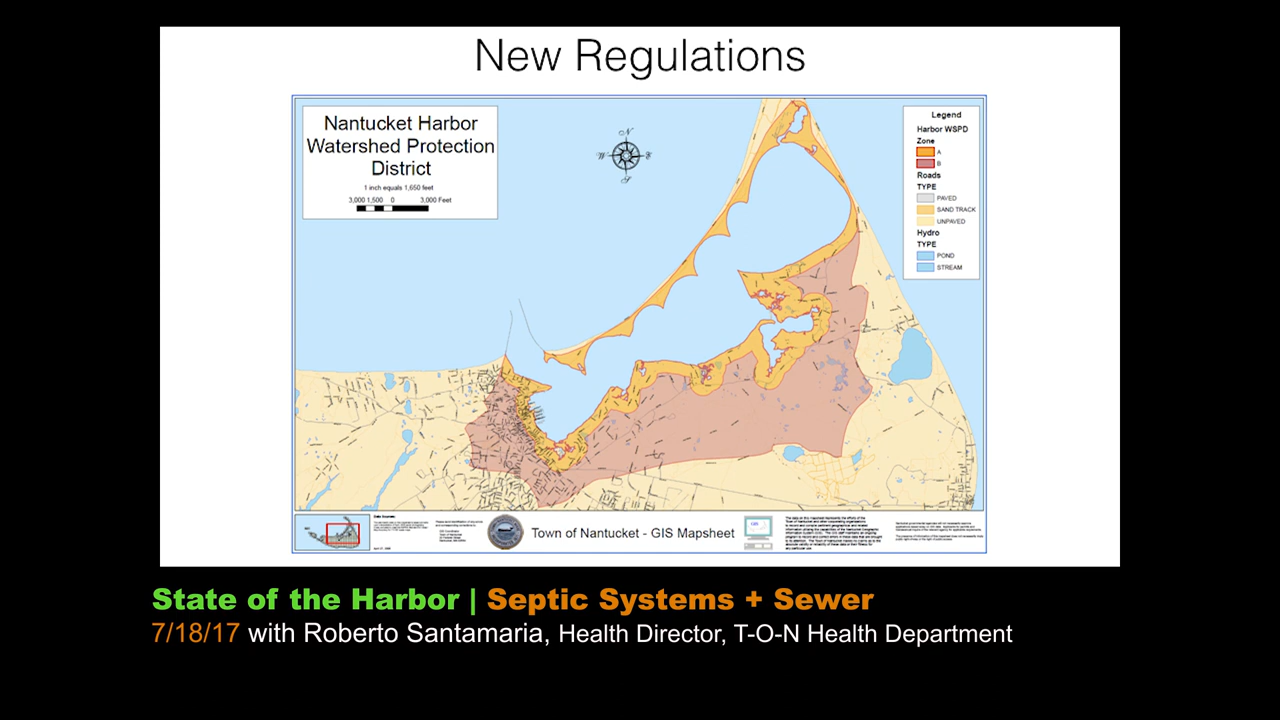 New Regulations
Nantucket Harbor
Watershed Protection
District
1 inch equals 1,650 feet
3,000 1,500 0 3,000 Feet
N
W
S
Legend
Harbor WSPD
Zone
A
B
Roads
TYPE
PAVED
SAND TRACK
UNPAVED
Hydro
TYPE
POND
STREAM
Town of Nantucket - GIS Mapsheet
State of the Harbor | Septic Systems + Sewer
7/18/17 with Roberto Santamaria, Health Director, T-O-N Health Department